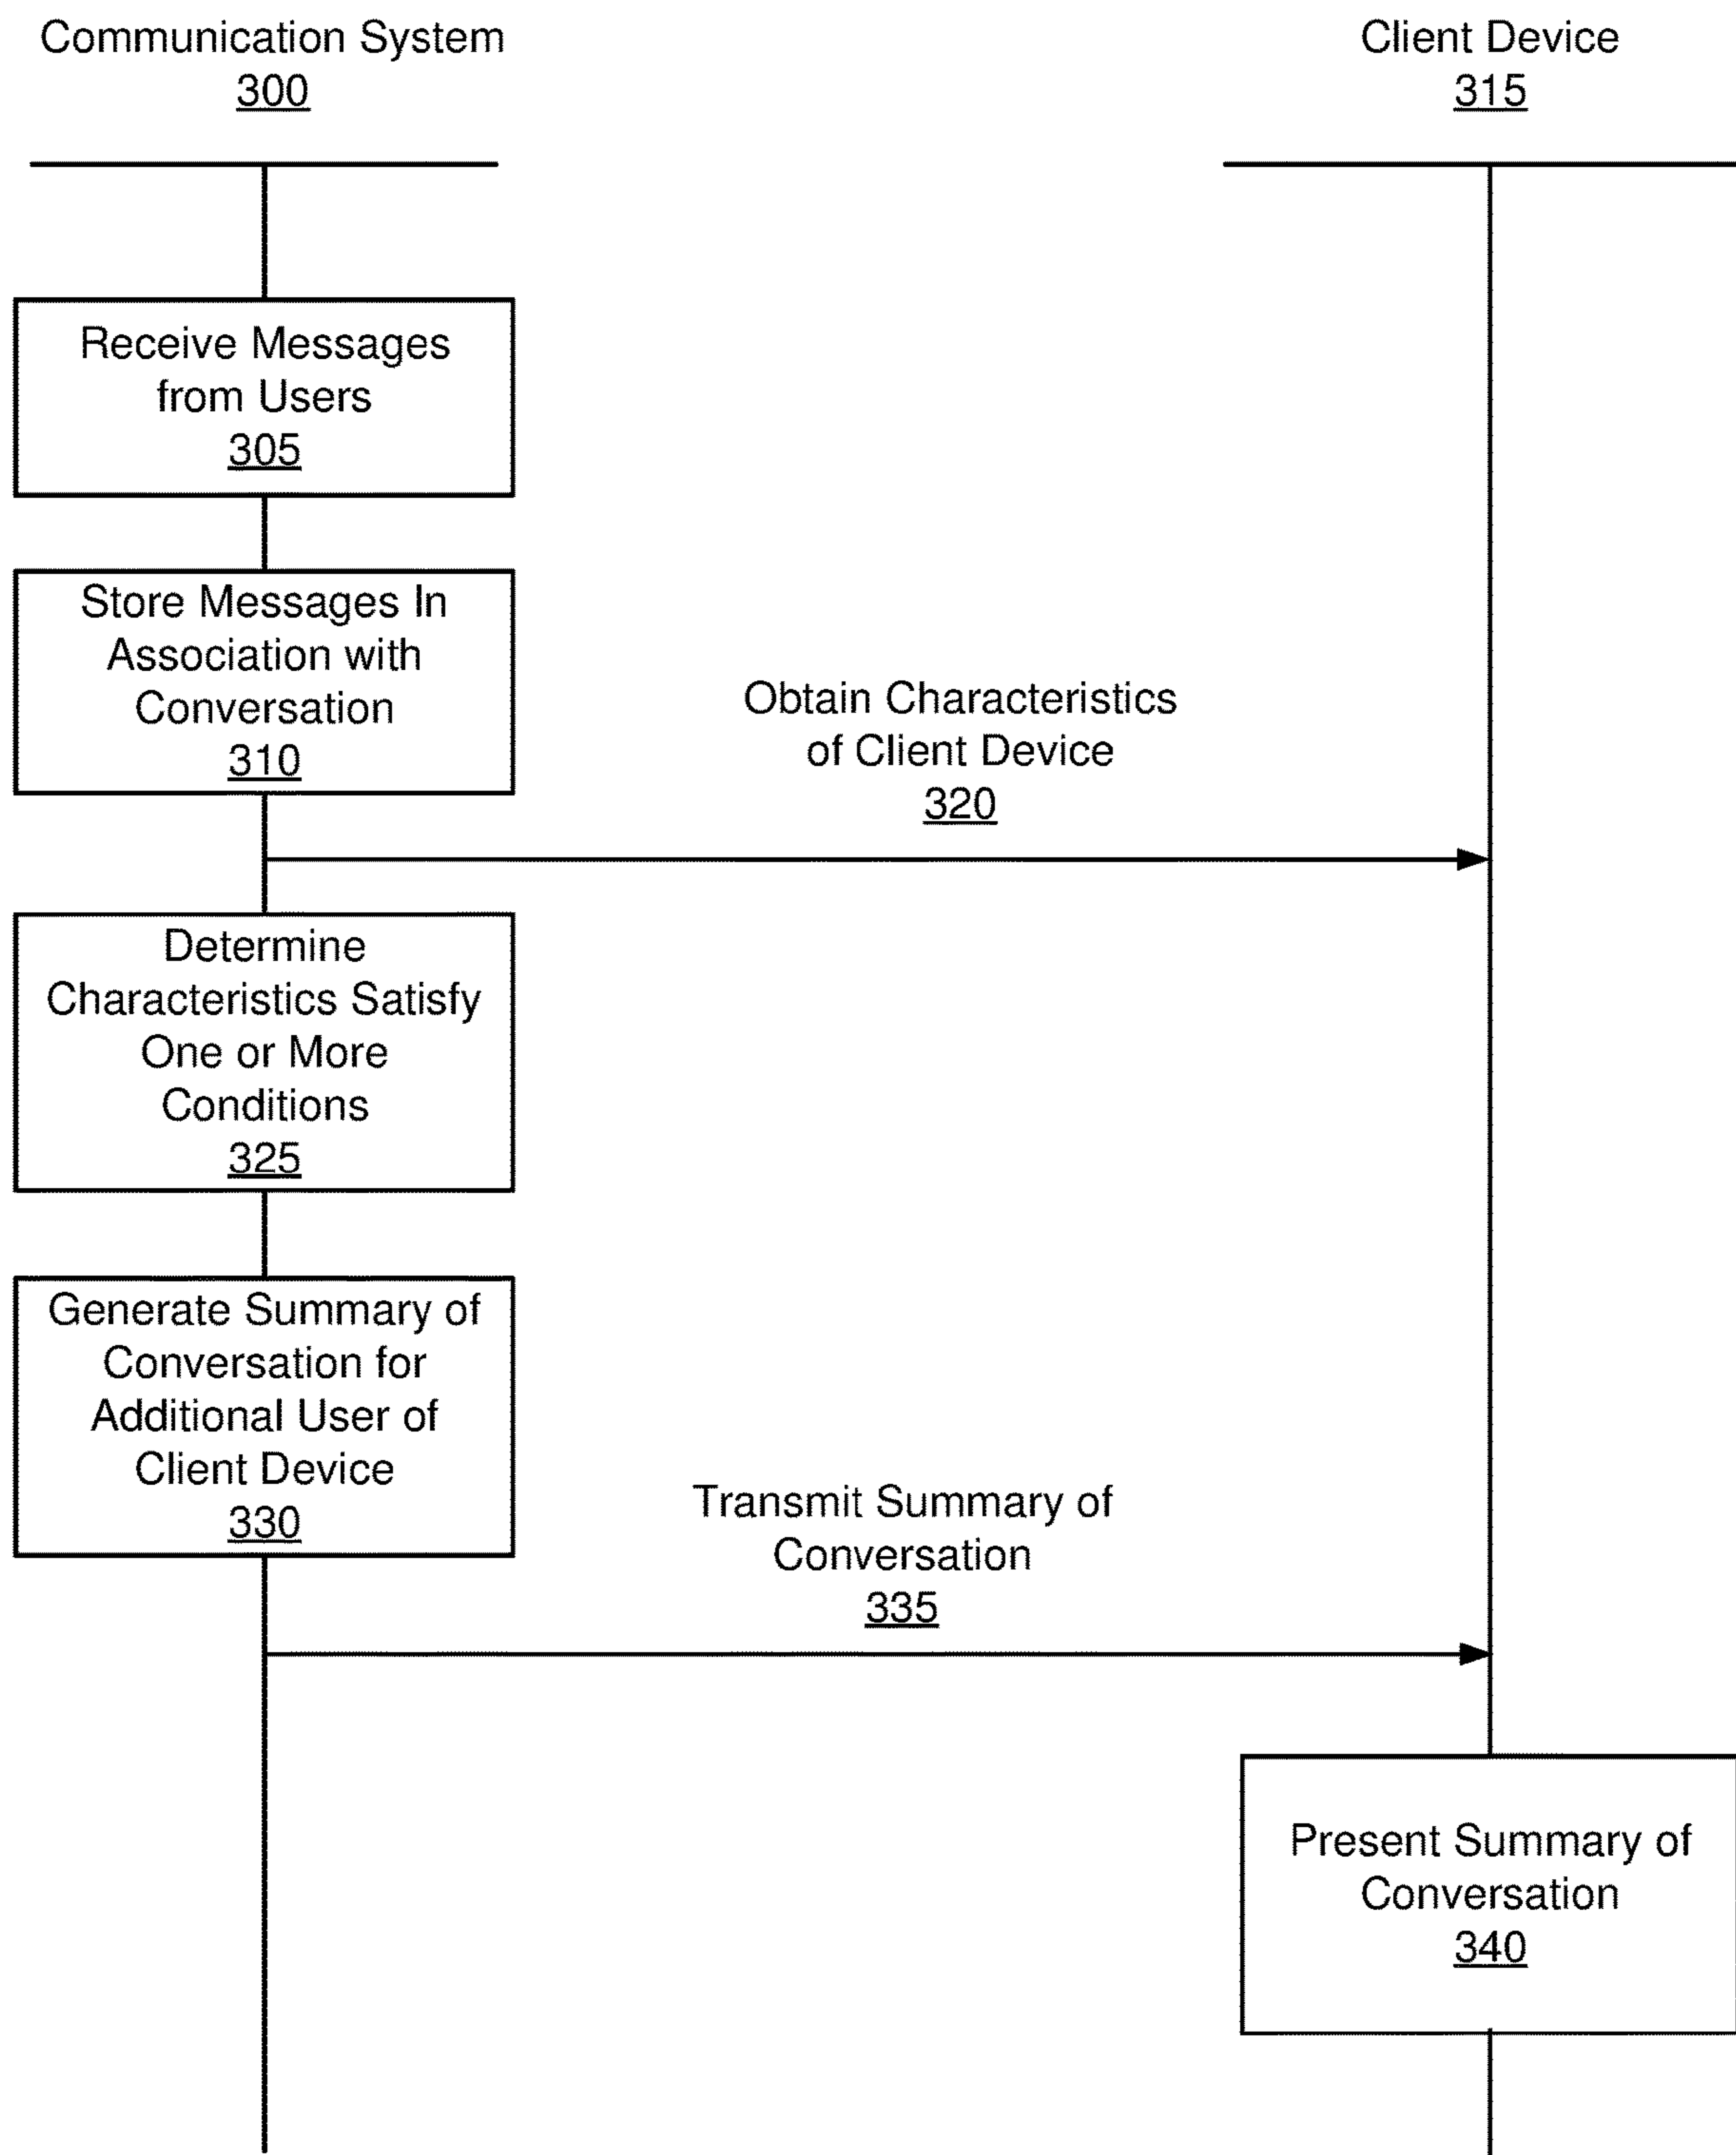 Communication System
300
Client Device
315
Receive Messages
from Users
305
Store Messages In
Association with
Conversation
310
Obtain Characteristics
of Client Device
320
Determine
Characteristics Satisfy
One or More
Conditions
325
Generate Summary of
Conversation for
Additional User of
Client Device
330
Transmit Summary of
Conversation
335
Present Summary of
Conversation
340